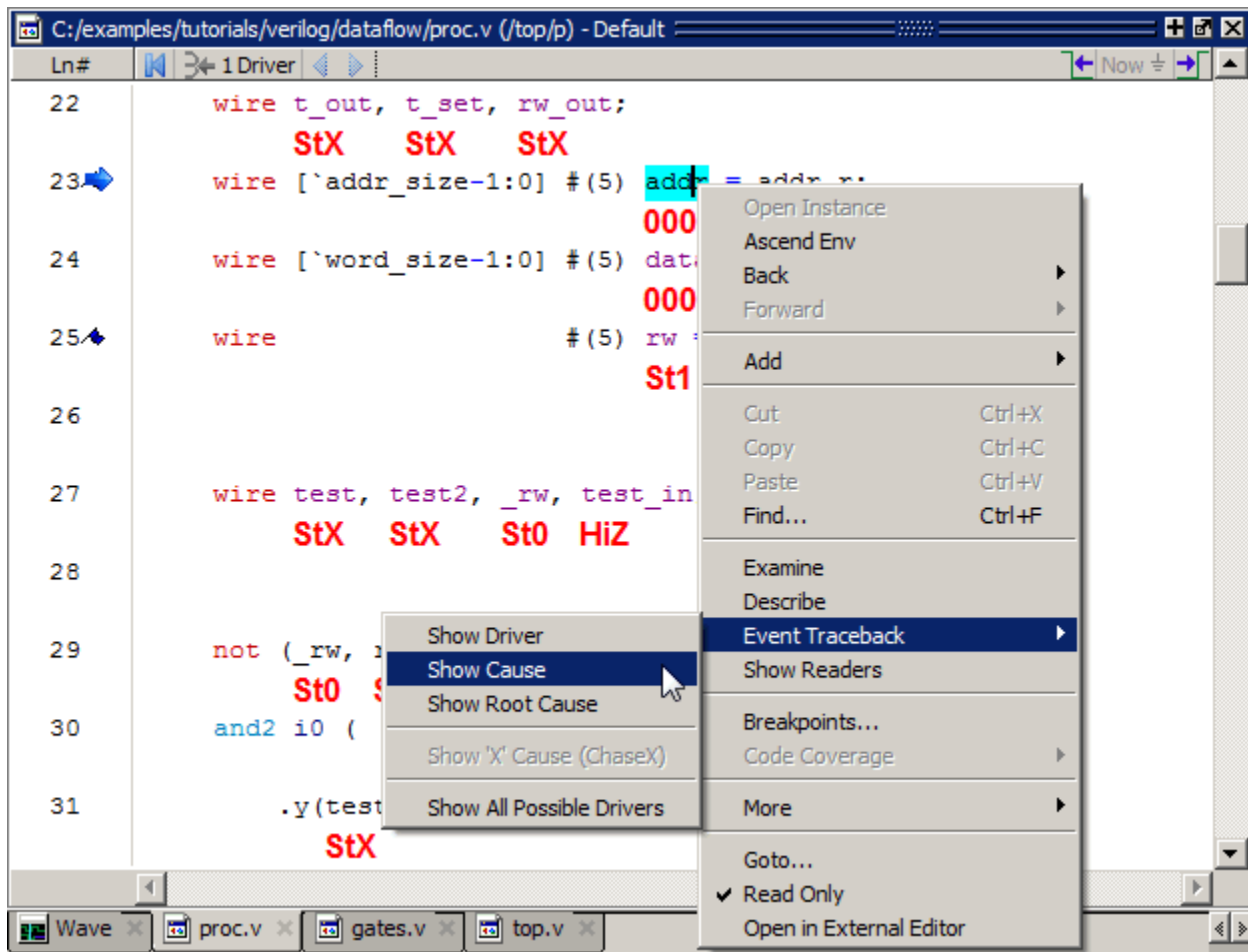 C:/examples/tutorials/verilog/dataflow/proc.v (/top/p) - Default
Ln# 1 Driver Now
22 wire t_out, t_set, rw_out;
StX StX StX
23 wire [`addr_size-1:0] #(5) addr = addr_r;
000
24 wire [`word_size-1:0] #(5) data
000
25 wire #(5) rw =
St1
26
27 wire test, test2, _rw, test_in
StX StX St0 HiZ
28
29 not (_rw,
St0
30 and2 i0 (
31 .y(test
StX
Open Instance
Ascend Env
Back
Forward
Add
Cut Ctrl+X
Copy Ctrl+C
Paste Ctrl+V
Find... Ctrl+F
Examine
Describe
Event Traceback
Show Readers
Breakpoints...
Code Coverage
More
Goto...
Read Only
Open in External Editor
Show Driver
Show Cause
Show Root Cause
Show 'X' Cause (ChaseX)
Show All Possible Drivers
Wave proc.v gates.v top.v